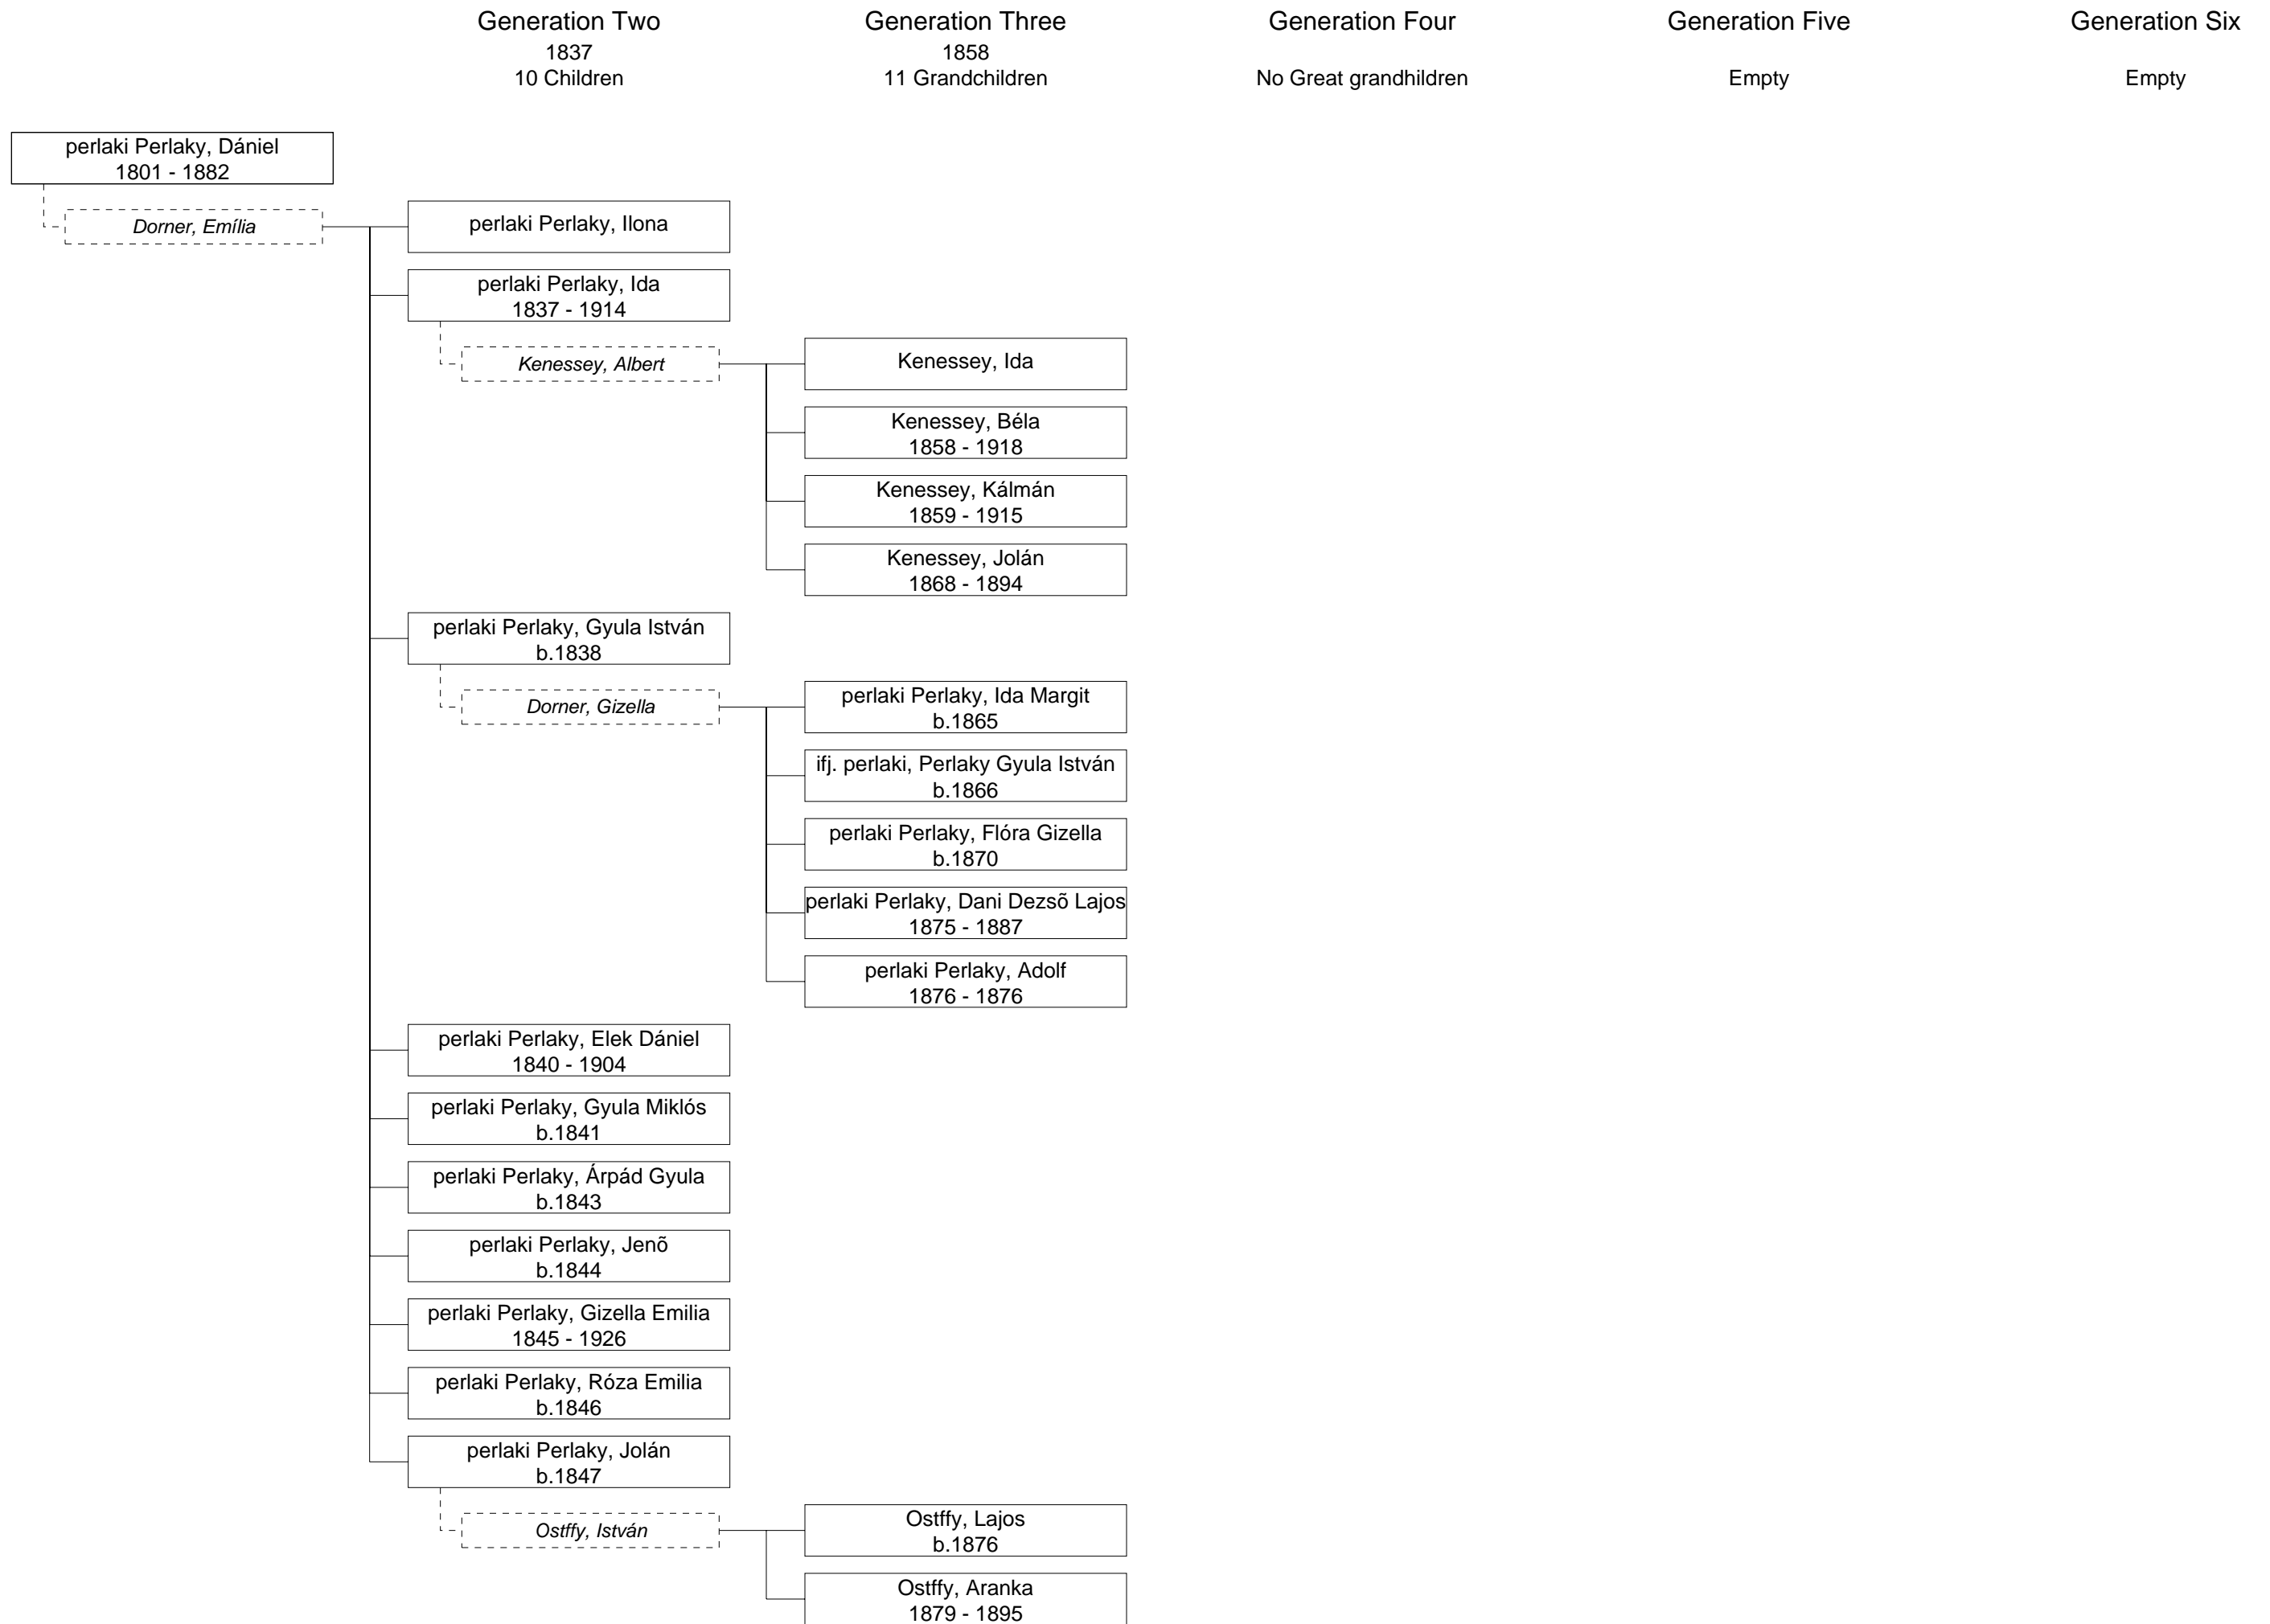 Generation Two
1837
10 Children
Generation Three
1858
11 Grandchildren
Generation Four
No Great grandhildren
Generation Five
Empty
Generation Six
Empty
perlaki Perlaky, Dániel
1801 - 1882
Dorner, Emília
perlaki Perlaky, Ilona
perlaki Perlaky, Ida
1837 - 1914
Kenessey, Albert
Kenessey, Ida
Kenessey, Béla
1858 - 1918
Kenessey, Kálmán
1859 - 1915
Kenessey, Jolán
1868 - 1894
perlaki Perlaky, Gyula István
b.1838
Dorner, Gizella
perlaki Perlaky, Ida Margit
b.1865
ifj. perlaki, Perlaky Gyula István
b.1866
perlaki Perlaky, Flóra Gizella
b.1870
perlaki Perlaky, Dani Dezsõ Lajos
1875 - 1887
perlaki Perlaky, Adolf
1876 - 1876
perlaki Perlaky, Elek Dániel
1840 - 1904
perlaki Perlaky, Gyula Miklós
b.1841
perlaki Perlaky, Árpád Gyula
b.1843
perlaki Perlaky, Jenõ
b.1844
perlaki Perlaky, Gizella Emilia
1845 - 1926
perlaki Perlaky, Róza Emilia
b.1846
perlaki Perlaky, Jolán
b.1847
Ostffy, István
Ostffy, Lajos
b.1876
Ostffy, Aranka
1879 - 1895